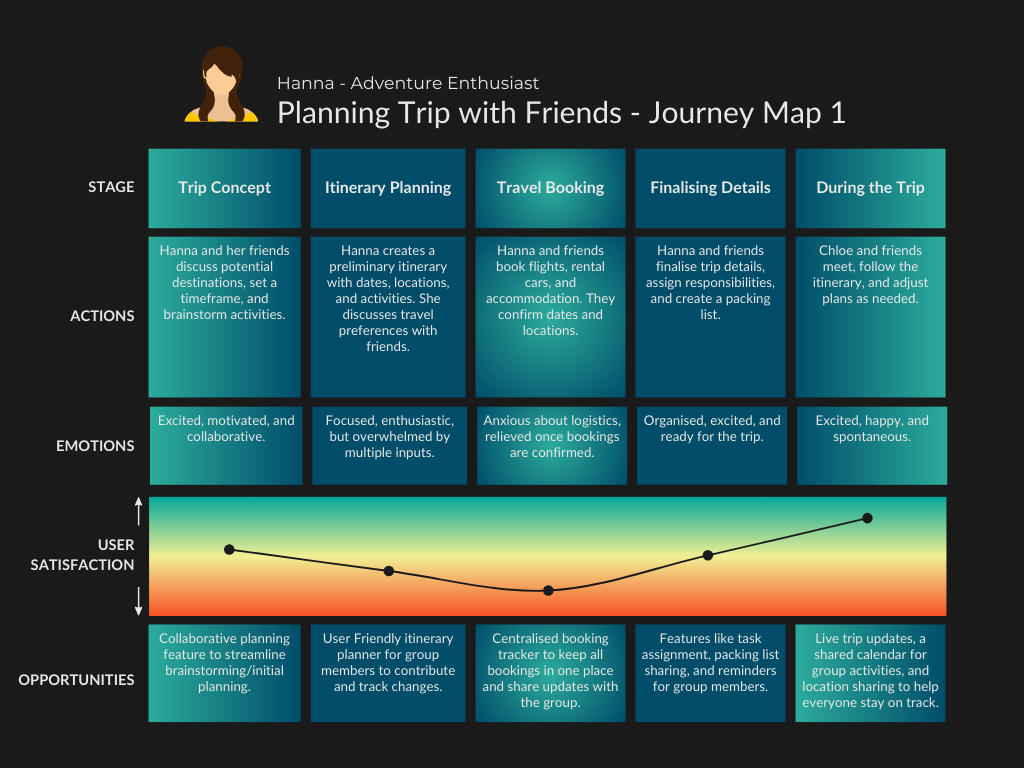 Hanna - Adventure Enthusiast
Planning Trip with Friends - Journey Map 1
STAGE
Trip Concept
Itinerary Planning
Travel Booking
Finalising Details
During the Trip
ACTIONS
Hanna and her friends
discuss potential
destinations, set a
timeframe, and
brainstorm activities.
Hanna creates a
preliminary itinerary
with dates, locations,
and activities. She
discusses travel
preferences with
friends.
Hanna and friends
book flights, rental
cars, and
accommodation. They
confirm dates and
locations.
Hanna and friends
finalise trip details,
assign responsibilities,
and create a packing
list.
Chloe and friends
meet, follow the
itinerary, and adjust
plans as needed.
EMOTIONS
Excited, motivated, and
collaborative.
Focused, enthusiastic,
but overwhelmed by
multiple inputs.
Anxious about logistics,
relieved once bookings
are confirmed.
Organised, excited, and
ready for the trip.
Excited, happy, and
spontaneous.
USER
SATISFACTION
OPPORTUNITIES
Collaborative planning
feature to streamline
brainstorming/initial
planning.
User Friendly itinerary
planner for group
members to contribute
and track changes.
Centralised booking
tracker to keep all
bookings in one place
and share updates with
the group.
Features like task
assignment, packing list
sharing, and reminders
for group members.
Live trip updates, a
shared calendar for
group activities, and
location sharing to help
everyone stay on track.